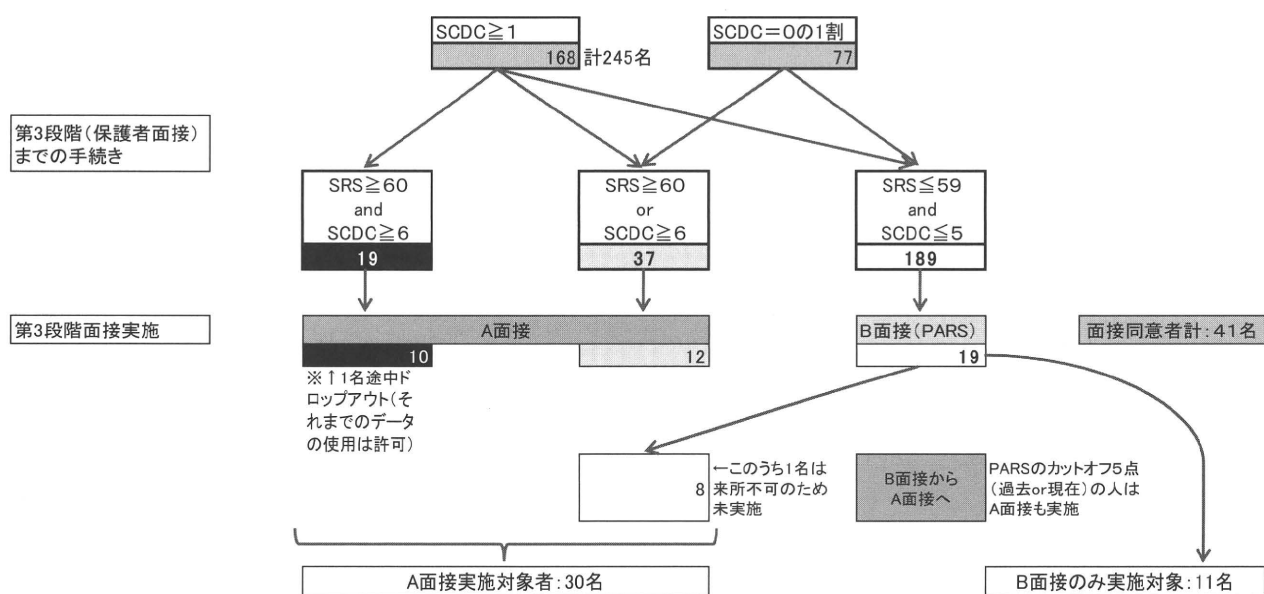 SCDC≧1
168
計245名
SCDC=0の1割
77
第3段階(保護者面接)
までの手続き
SRS≧60
and
SCDC≧6
19
SRS≧60
or
SCDC≧6
37
SRS≦59
and
SCDC≦5
189
第3段階面接実施
A面接
10
12
B面接(PARS)
19
面接同意者計:41名
※↑1名途中ド
ロップアウト(そ
れまでのデータ
の使用は許可)
8
←このうち1名は
来所不可のため
未実施
B面接から
A面接へ
PARSのカットオフ5点
(過去or現在)の人は
A面接も実施
A面接実施対象者:30名
B面接のみ実施対象:11名